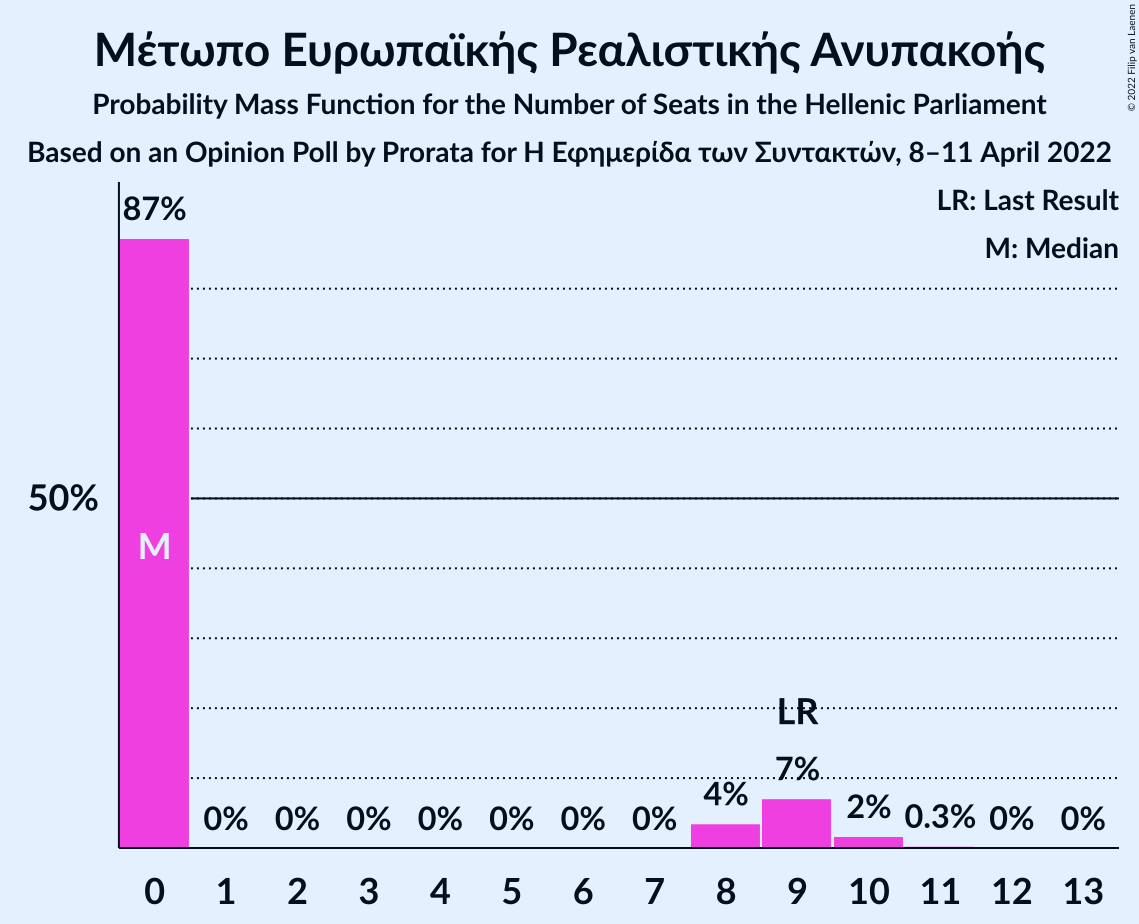 Μέτωπο Ευρωπαϊκής Ρεαλιστικής Ανυπακοής
Probability Mass Function for the Number of Seats in the Hellenic Parliament
Based on an Opinion Poll by Prorata for Η Εφημερίδα των Συντακτών, 8–11 April 2022
© 2022 Filip van Laenen
LR: Last Result
M: Median
87%
50%
M
LR
0% 0% 0% 0% 0% 0% 0% 4% 7% 2% 0.3% 0% 0%
0 1 2 3 4 5 6 7 8 9 10 11 12 13